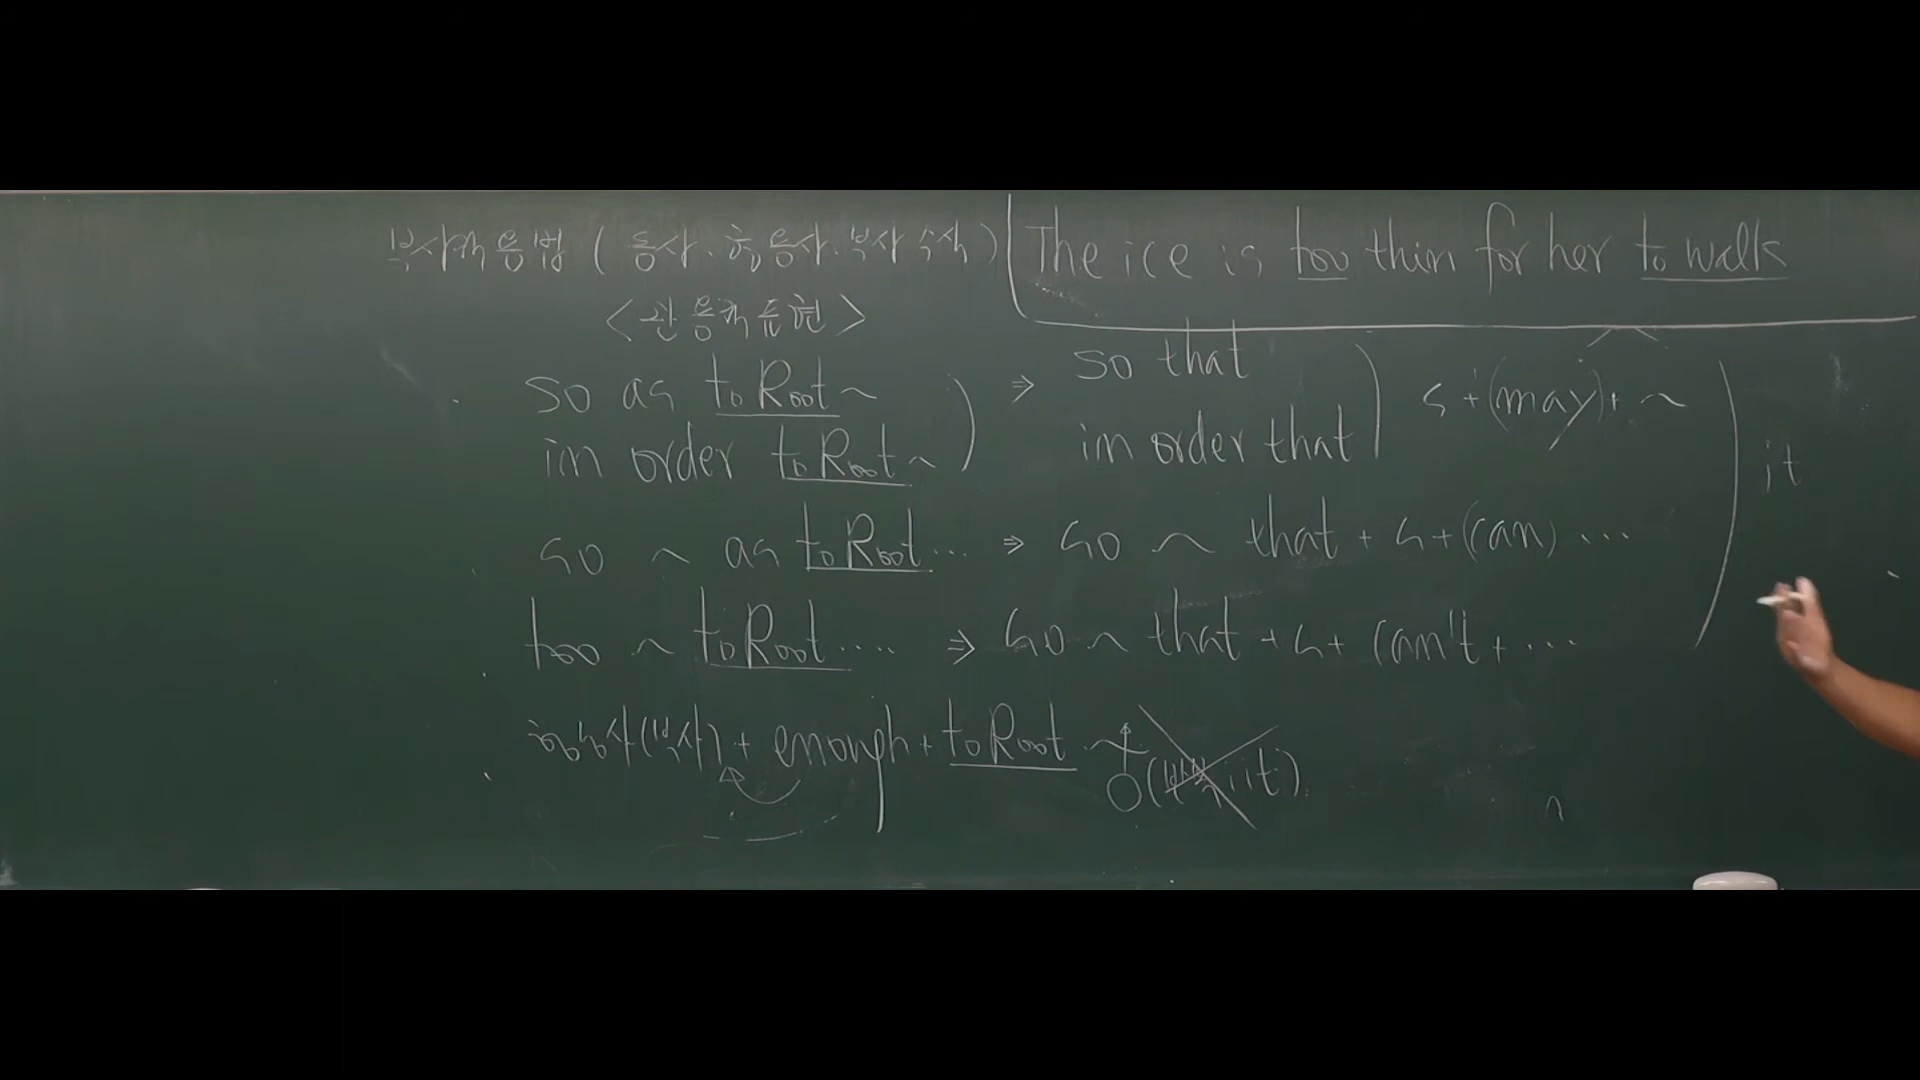 부사적 용법 ( 동사 . 형용사 . 부사 수식 )
The ice is too thin for her to walk
<관용적 표현>
so as to Root ~ ) ⇒ so that ) S + (may) + ~
in order to Root ~ in order that
it
so ~ as to Root ... ⇒ so ~ that + S + (can) ...
too ~ to Root .... ⇒ so ~ that + S + can't + ...
형용사(부사) + enough + to Root ~